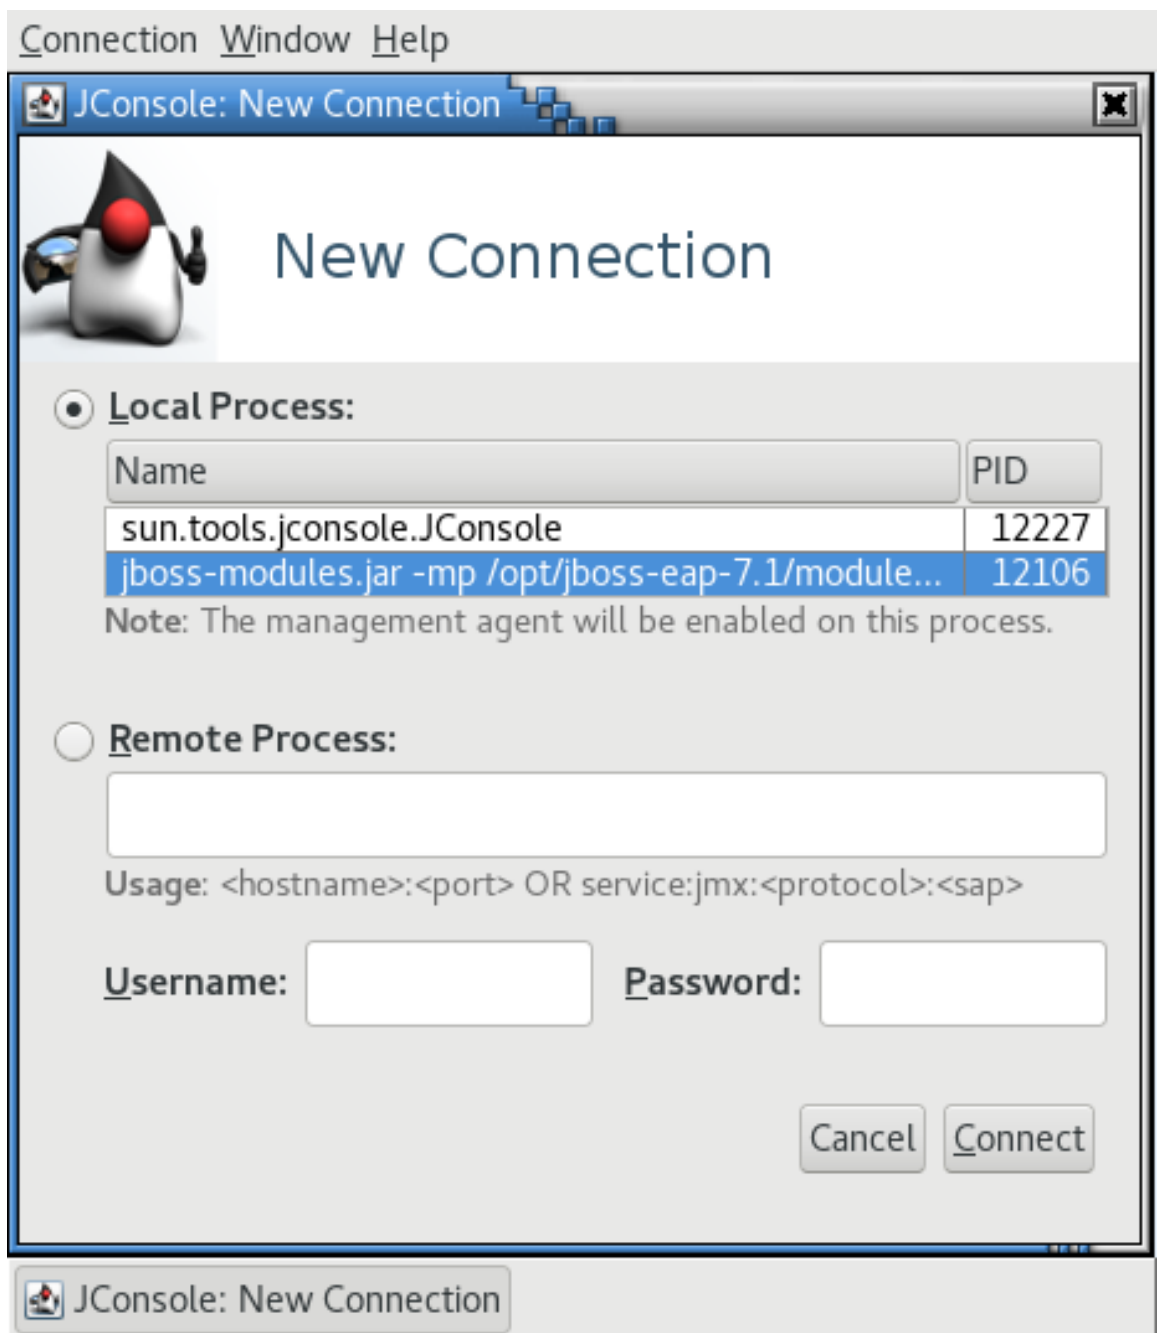 Connection Window Help
JConsole: New Connection
New Connection
Local Process:
Name PID
sun.tools.jconsole.JConsole 12227
jboss-modules.jar -mp /opt/jboss-eap-7.1/module... 12106
Note: The management agent will be enabled on this process.
Remote Process:
Usage: <hostname>:<port> OR service:jmx:<protocol>:<sap>
Username: Password:
Cancel Connect
JConsole: New Connection